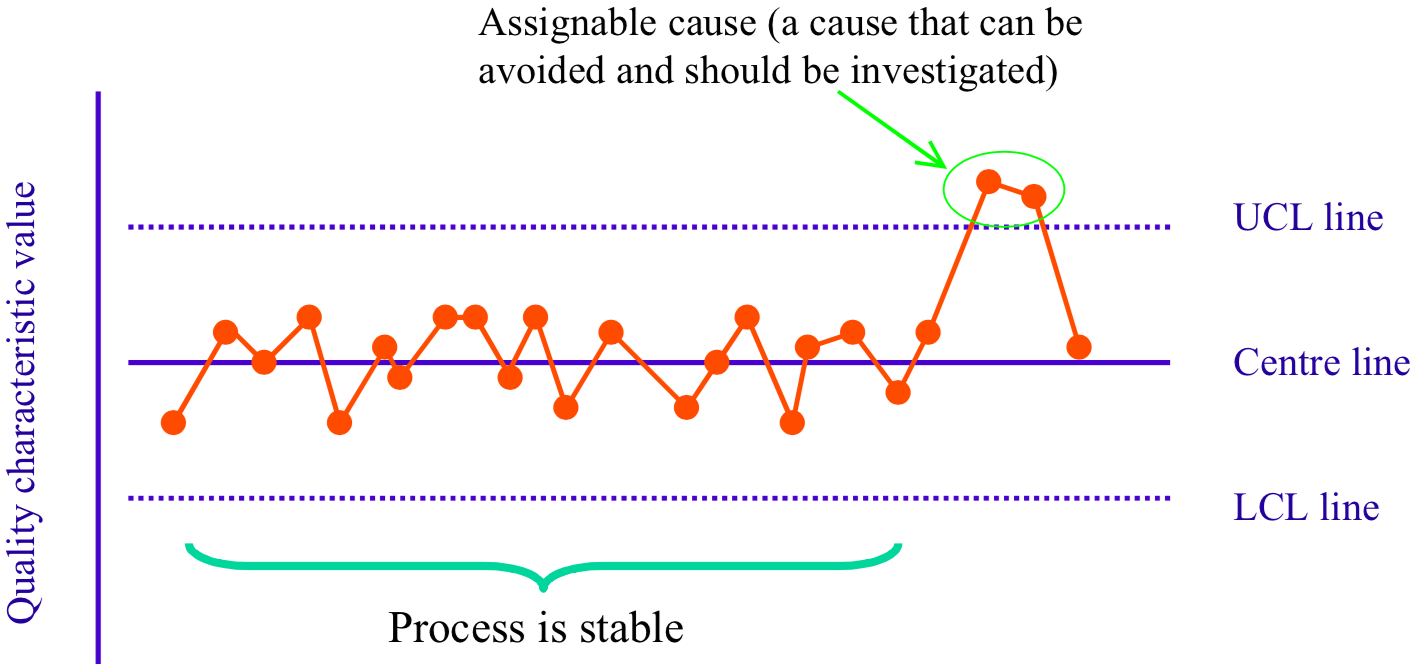 Assignable cause (a cause that can be
avoided and should be investigated)
Quality characteristic value
UCL line
Centre line
LCL line
Process is stable